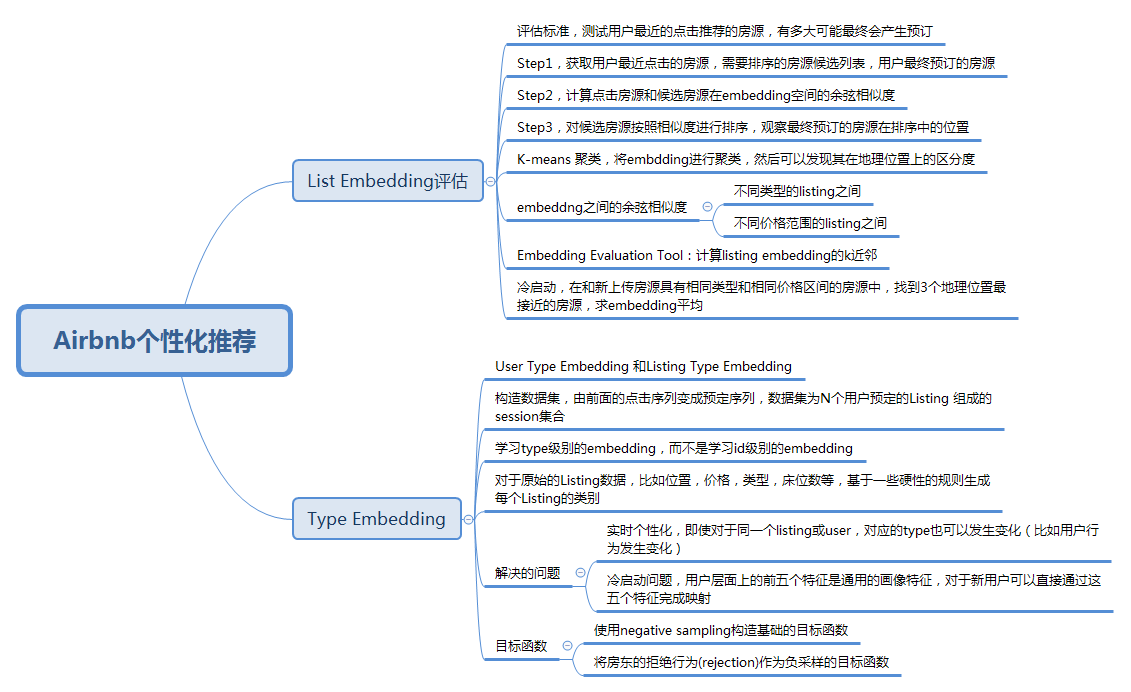 Airbnb个性化推荐
List Embedding评估
评估标准，测试用户最近的点击推荐的房源，有多大可能最终会产生预订
Step1，获取用户最近点击的房源，需要排序的房源候选列表，用户最终预订的房源
Step2，计算点击房源和候选房源在embedding空间的余弦相似度
Step3，对候选房源按照相似度进行排序，观察最终预订的房源在排序中的位置
K-means 聚类，将embdding进行聚类，然后可以发现其在地理位置上的区分度
embeddng之间的余弦相似度
不同类型的listing之间
不同价格范围的listing之间
Embedding Evaluation Tool：计算listing embedding的k近邻
冷启动，在和新上传房源具有相同类型和相同价格区间的房源中，找到3个地理位置最
接近的房源，求embedding平均
Type Embedding
User Type Embedding 和Listing Type Embedding
构造数据集，由前面的点击序列变成预定序列，数据集为N个用户预定的Listing 组成的
session集合
学习type级别的embedding，而不是学习id级别的embedding
对于原始的Listing数据，比如位置，价格，类型，床位数等，基于一些硬性的规则生成
每个Listing的类别
解决的问题
实时个性化，即使对于同一个listing或user，对应的type也可以发生变化（比如用户行
为发生变化）
冷启动问题，用户层面上的前五个特征是通用的画像特征，对于新用户可以直接通过这
五个特征完成映射
目标函数
使用negative sampling构造基础的目标函数
将房东的拒绝行为(rejection)作为负采样的目标函数